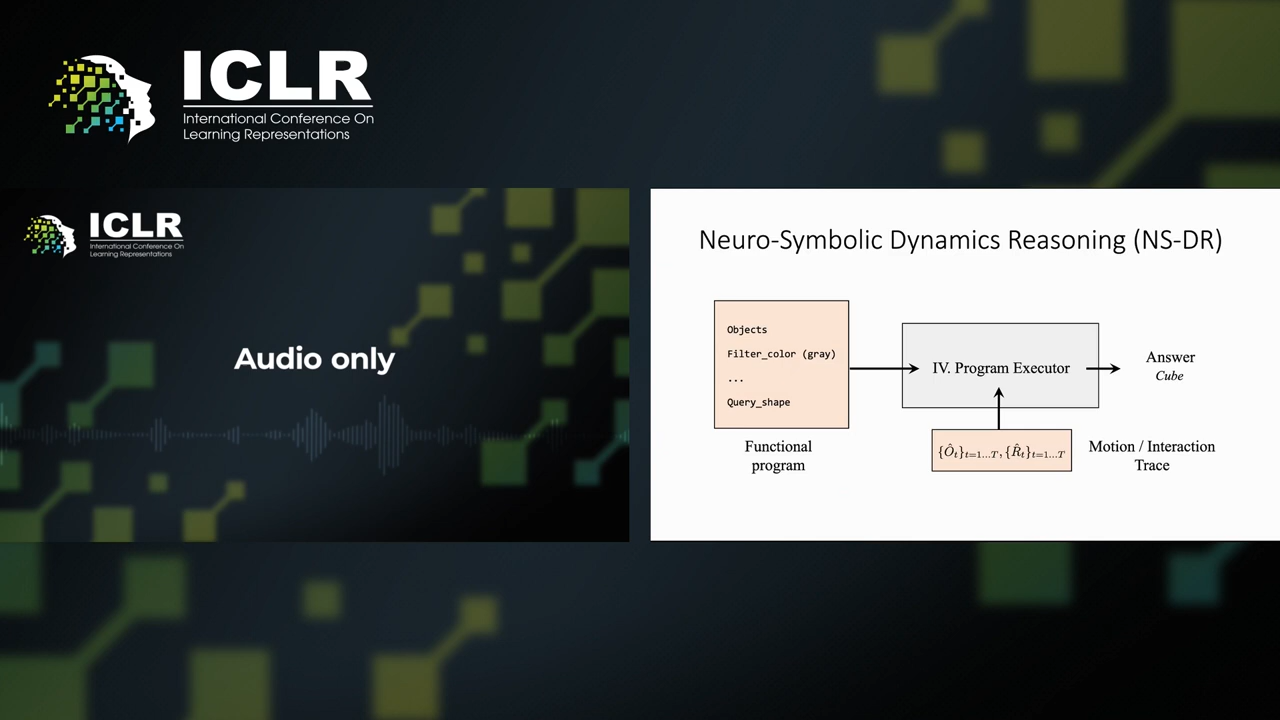 ICLR
International Conference On
Learning Representations
ICLR
International Conference On
Learning Representations
Audio only
Neuro-Symbolic Dynamics Reasoning (NS-DR)
Objects
Filter_color (gray)
...
Query_shape
Functional
program
IV. Program Executor
Answer
Cube
{Ô_t}_{t=1...T}, {R̂_t}_{t=1...T}
Motion / Interaction
Trace